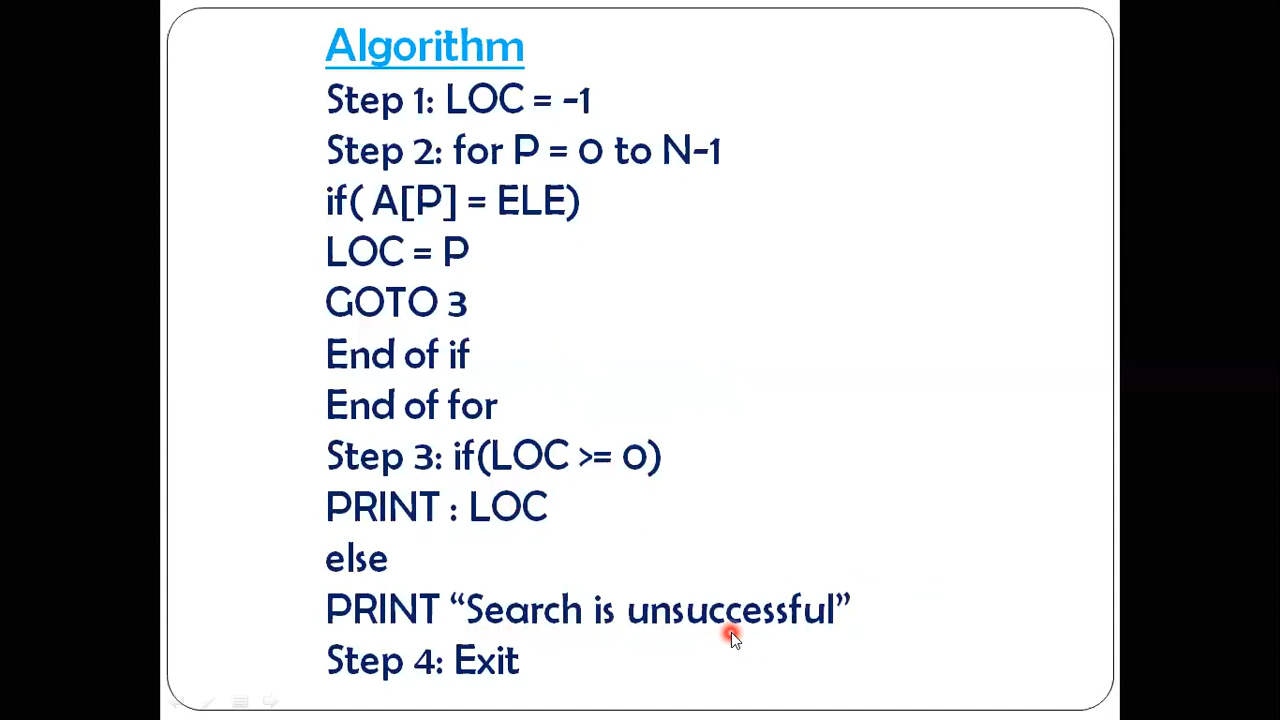 Algorithm
Step 1: LOC = -1
Step 2: for P = 0 to N-1
if( A[P] = ELE)
LOC = P
GOTO 3
End of if
End of for
Step 3: if(LOC >= 0)
PRINT : LOC
else
PRINT “Search is unsuccessful”
Step 4: Exit